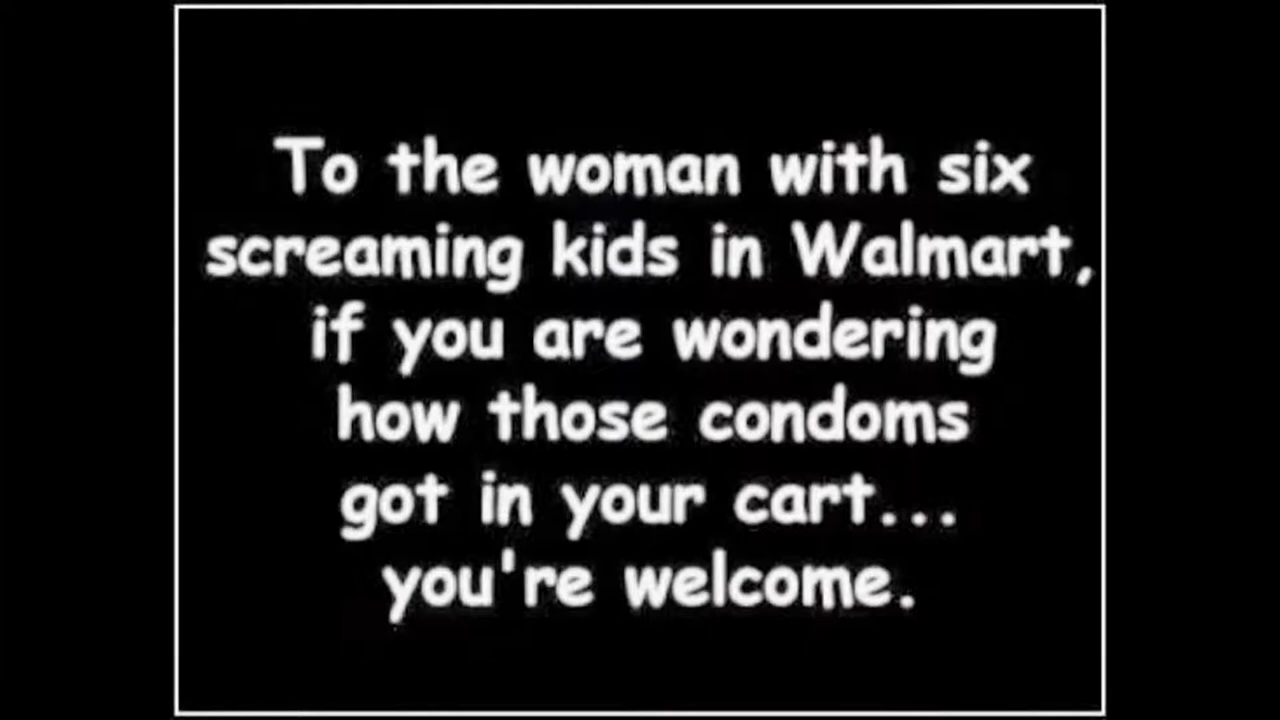 To the woman with six
screaming kids in Walmart,
if you are wondering
how those condoms
got in your cart...
you're welcome.